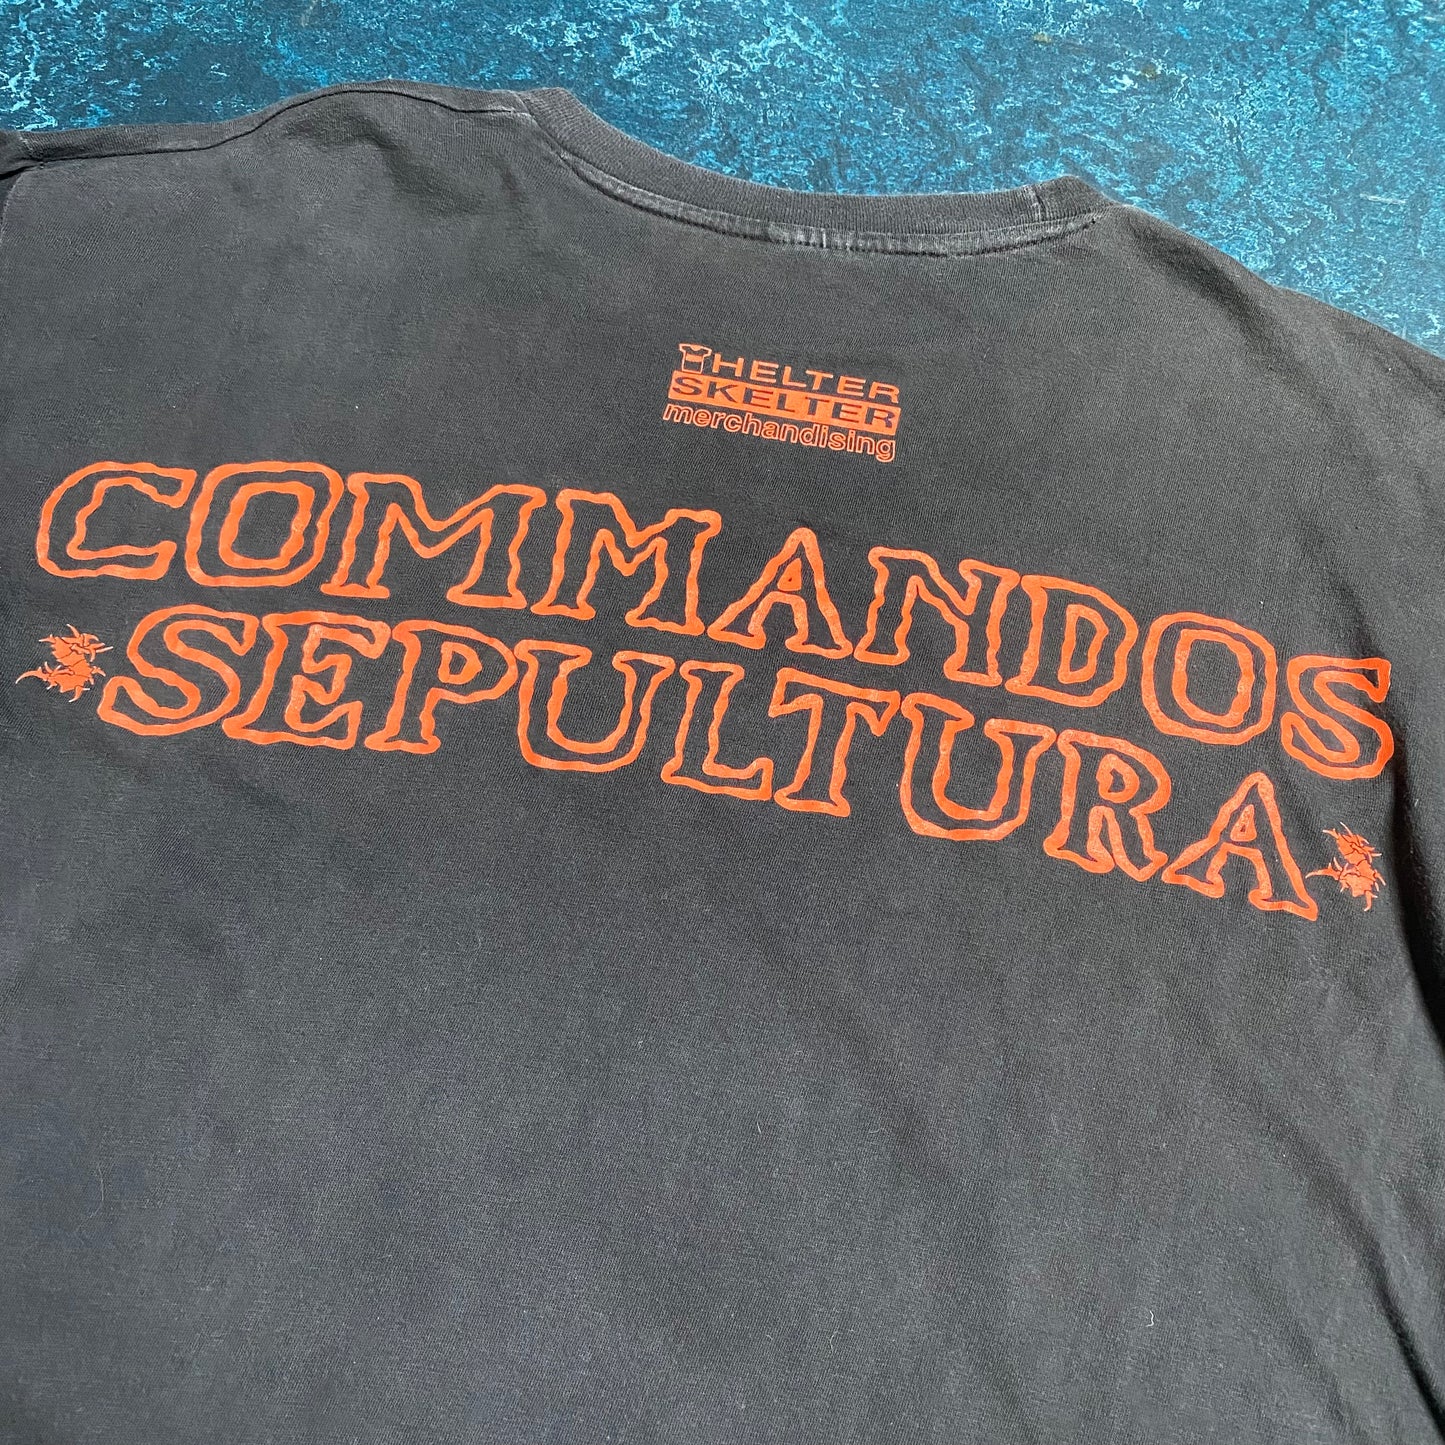 HELTER
SKELTER
merchandising
COMMANDOS
SEPULTURA